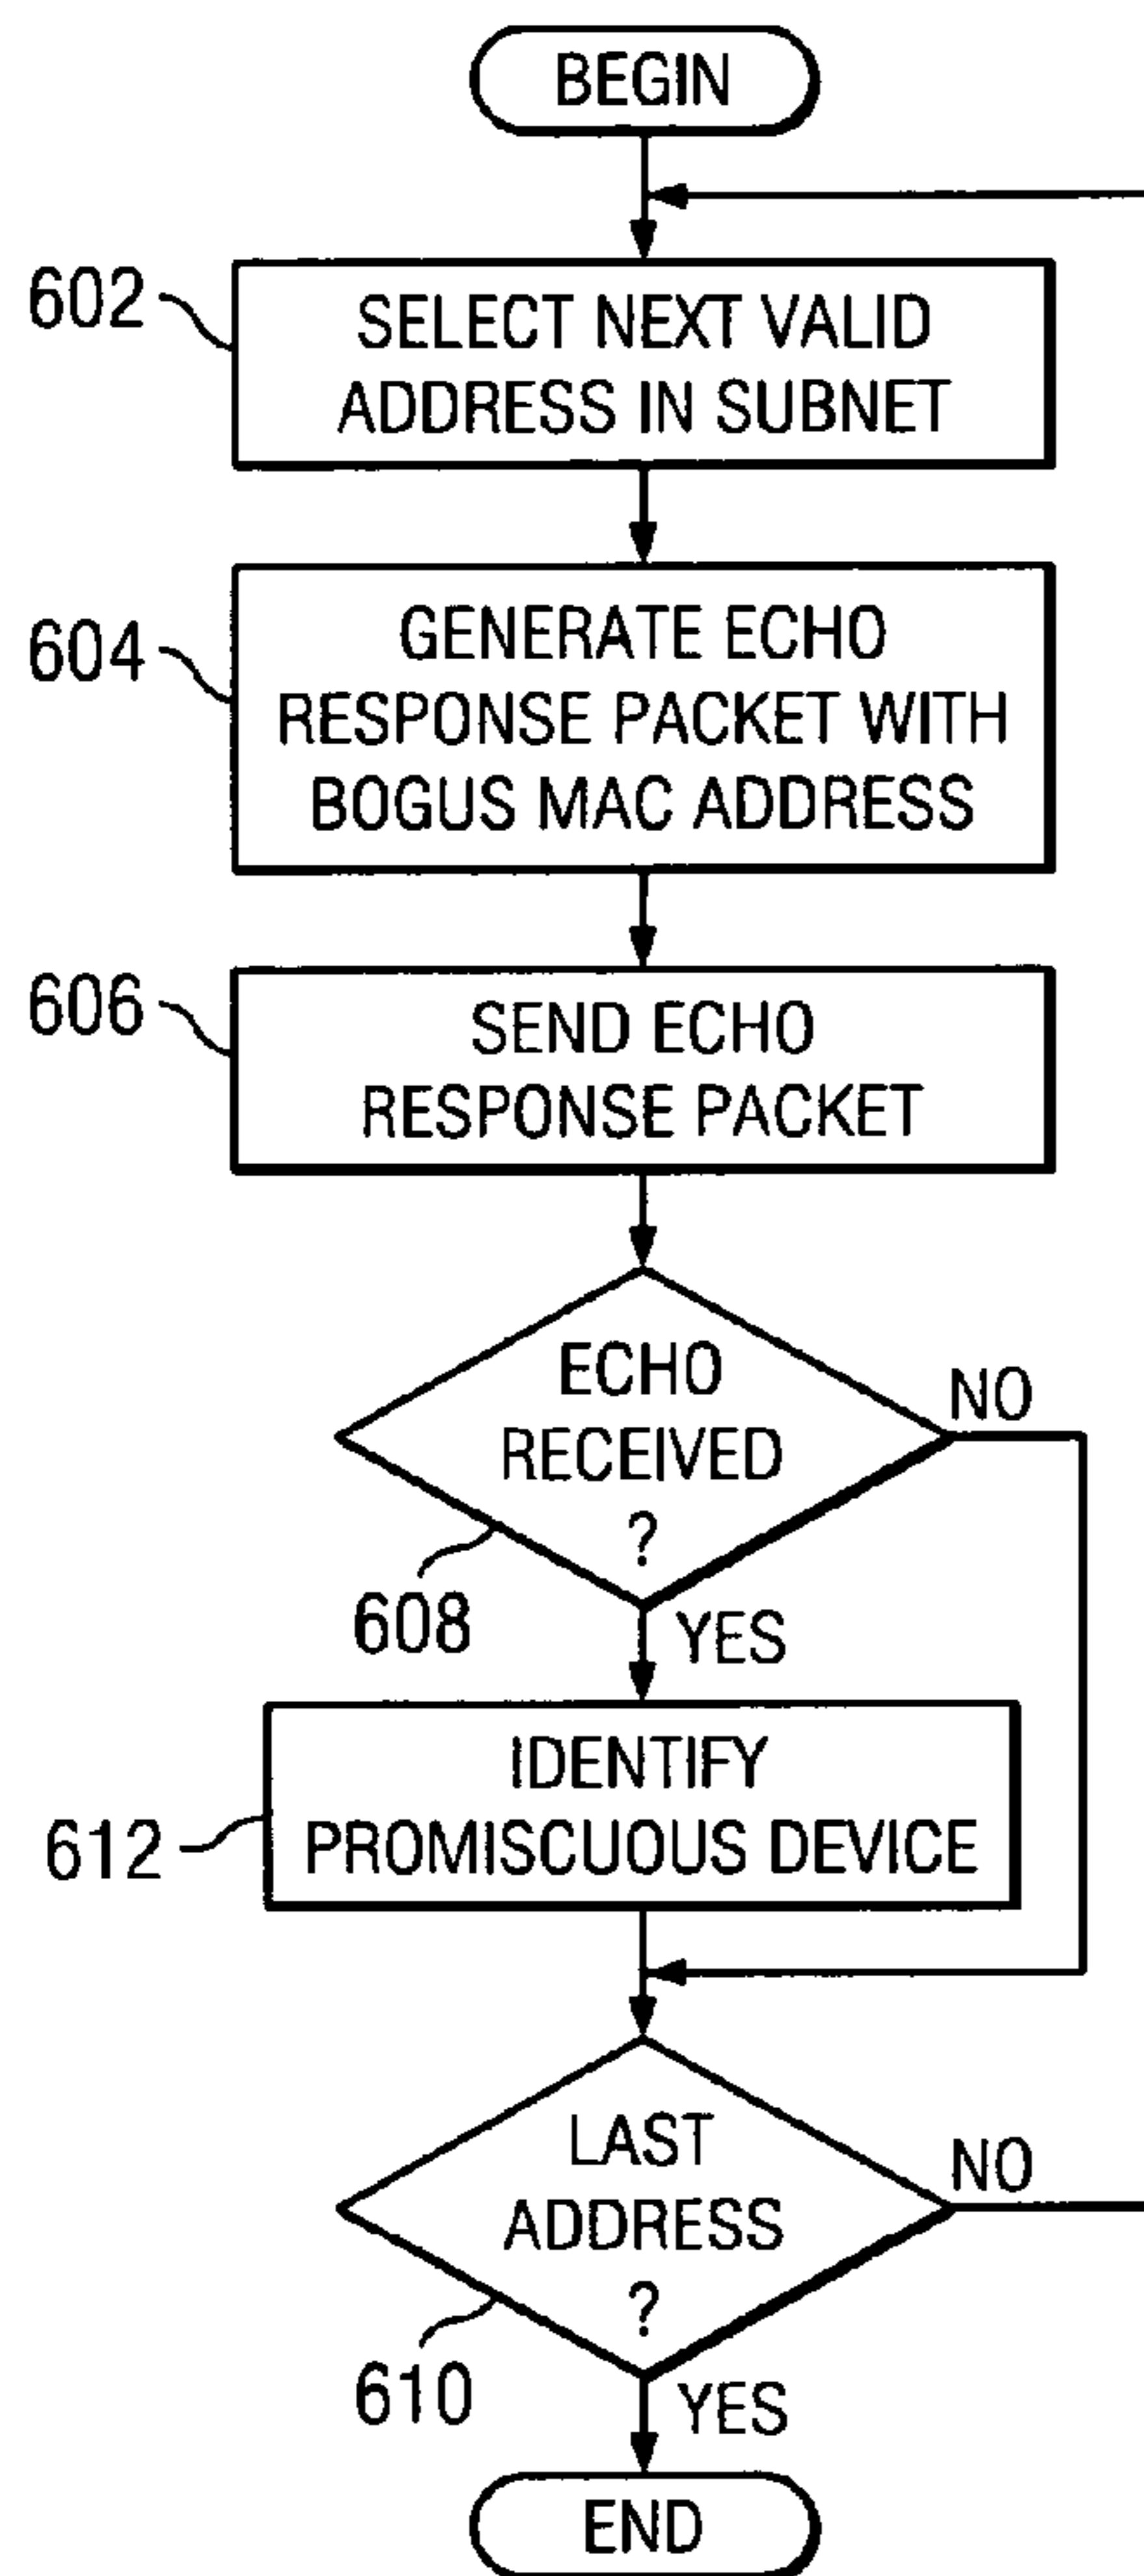 BEGIN
602
SELECT NEXT VALID
ADDRESS IN SUBNET
604
GENERATE ECHO
RESPONSE PACKET WITH
BOGUS MAC ADDRESS
606
SEND ECHO
RESPONSE PACKET
ECHO
RECEIVED
?
NO
608
YES
612
IDENTIFY
PROMISCUOUS DEVICE
LAST
ADDRESS
?
NO
610
YES
END